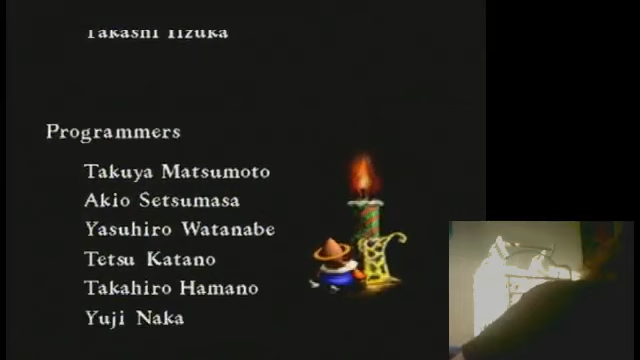 Takashi Iizuka
Programmers
Takuya Matsumoto
Akio Setsumasa
Yasuhiro Watanabe
Tetsu Katano
Takahiro Hamano
Yuji Naka